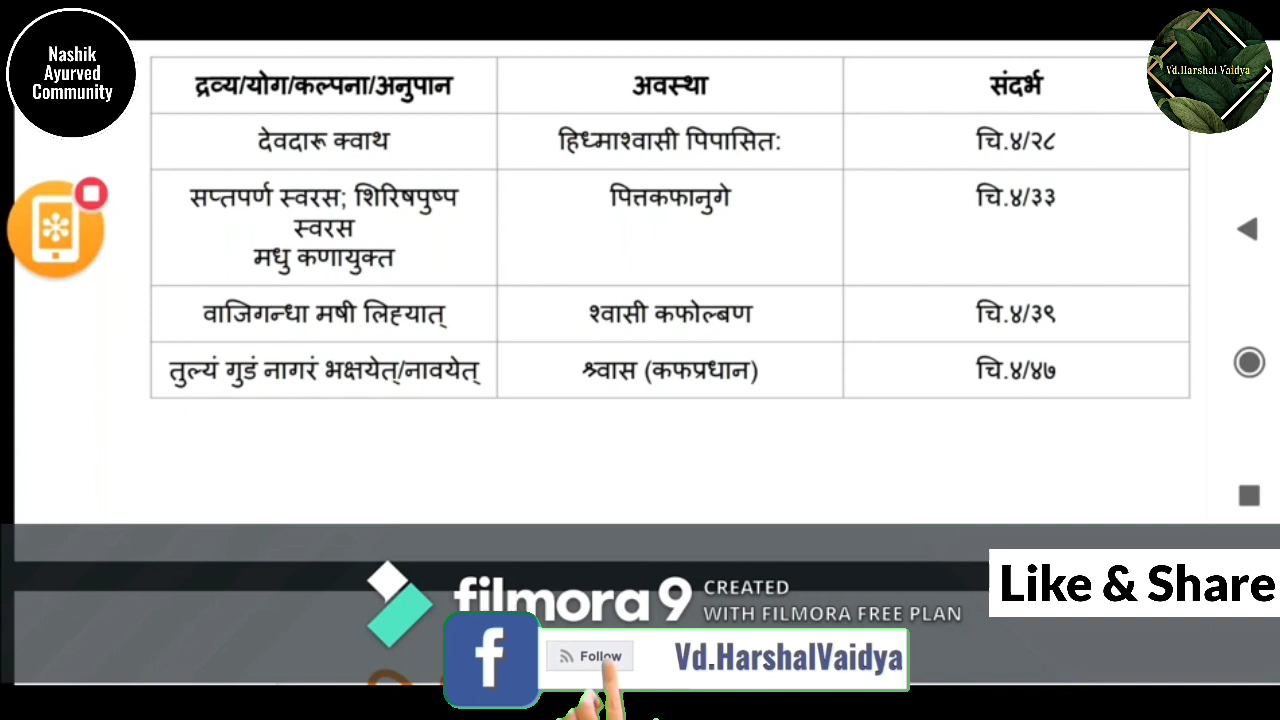 Nashik
Ayurved
Community
Vd.Harshal Vaidya
द्रव्य/योग/कल्पना/अनुपान अवस्था संदर्भ
देवदारू क्वाथ हिध्माश्वासी पिपासित: चि.४/२८
सप्तपर्ण स्वरस; शिरिषपुष्प पित्तकफानुगे चि.४/३३
स्वरस
मधु कणायुक्त
वाजिगन्धा मषी लिह्यात् श्वासी कफोल्बण चि.४/३९
तुल्यं गुडं नागरं भक्षयेत्/नावयेत् श्र्वास (कफप्रधान) चि.४/४७
filmora 9 CREATED
WITH FILMORA FREE PLAN
Like & Share
f Follow Vd.HarshalVaidya